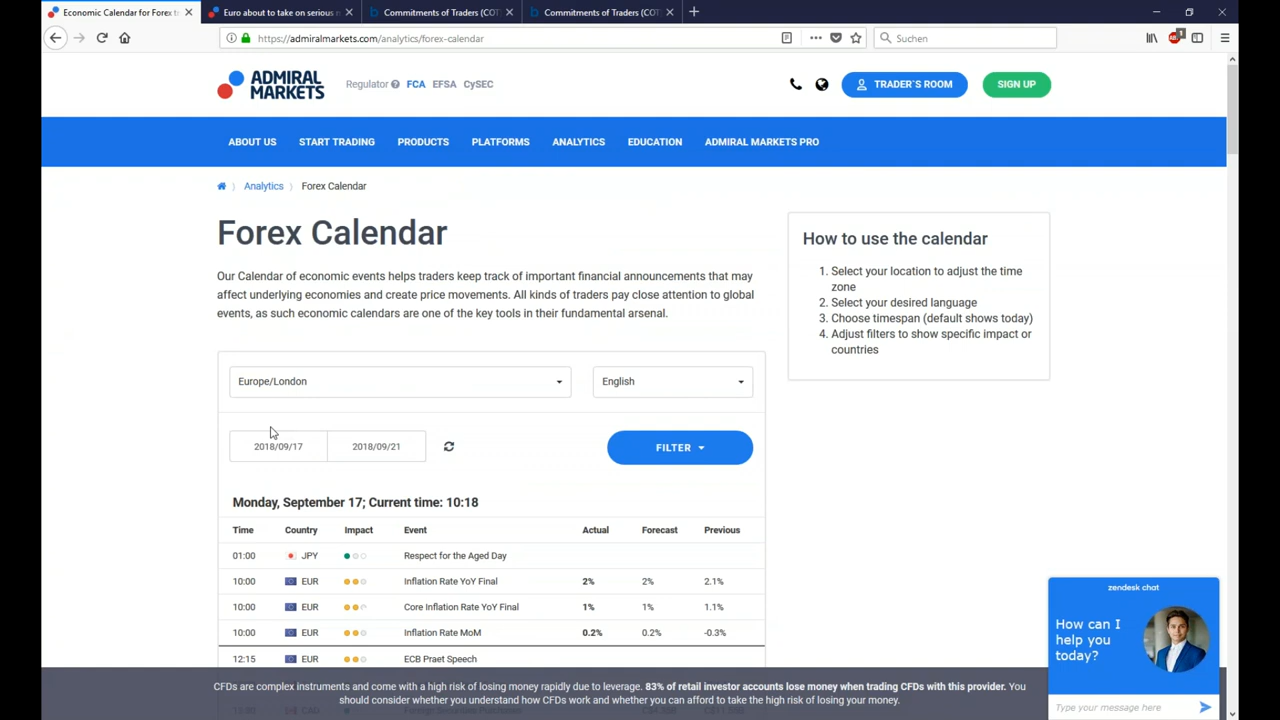 Economic Calendar for Forex t
Euro about to take on serious
Commitments of Traders (COT
Commitments of Traders (COT
https://admiralmarkets.com/analytics/forex-calendar
Suchen
ADMIRAL
MARKETS
Regulator FCA EFSA CySEC
TRADER'S ROOM
SIGN UP
ABOUT US START TRADING PRODUCTS PLATFORMS ANALYTICS EDUCATION ADMIRAL MARKETS PRO
Analytics Forex Calendar
Forex Calendar
Our Calendar of economic events helps traders keep track of important financial announcements that may
affect underlying economies and create price movements. All kinds of traders pay close attention to global
events, as such economic calendars are one of the key tools in their fundamental arsenal.
How to use the calendar
1. Select your location to adjust the time
zone
2. Select your desired language
3. Choose timespan (default shows today)
4. Adjust filters to show specific impact or
countries
Europe/London
English
2018/09/17 2018/09/21
FILTER
Monday, September 17; Current time: 10:18
Time Country Impact Event Actual Forecast Previous
01:00 JPY Respect for the Aged Day
10:00 EUR Inflation Rate YoY Final 2% 2% 2.1%
10:00 EUR Core Inflation Rate YoY Final 1% 1% 1.1%
10:00 EUR Inflation Rate MoM 0.2% 0.2% -0.3%
12:15 EUR ECB Praet Speech
CFDs are complex instruments and come with a high risk of losing money rapidly due to leverage. 83% of retail investor accounts lose money when trading CFDs with this provider. You
should consider whether you understand how CFDs work and whether you can afford to take the high risk of losing your money.
zendesk chat
How can I
help you
today?
Type your message here